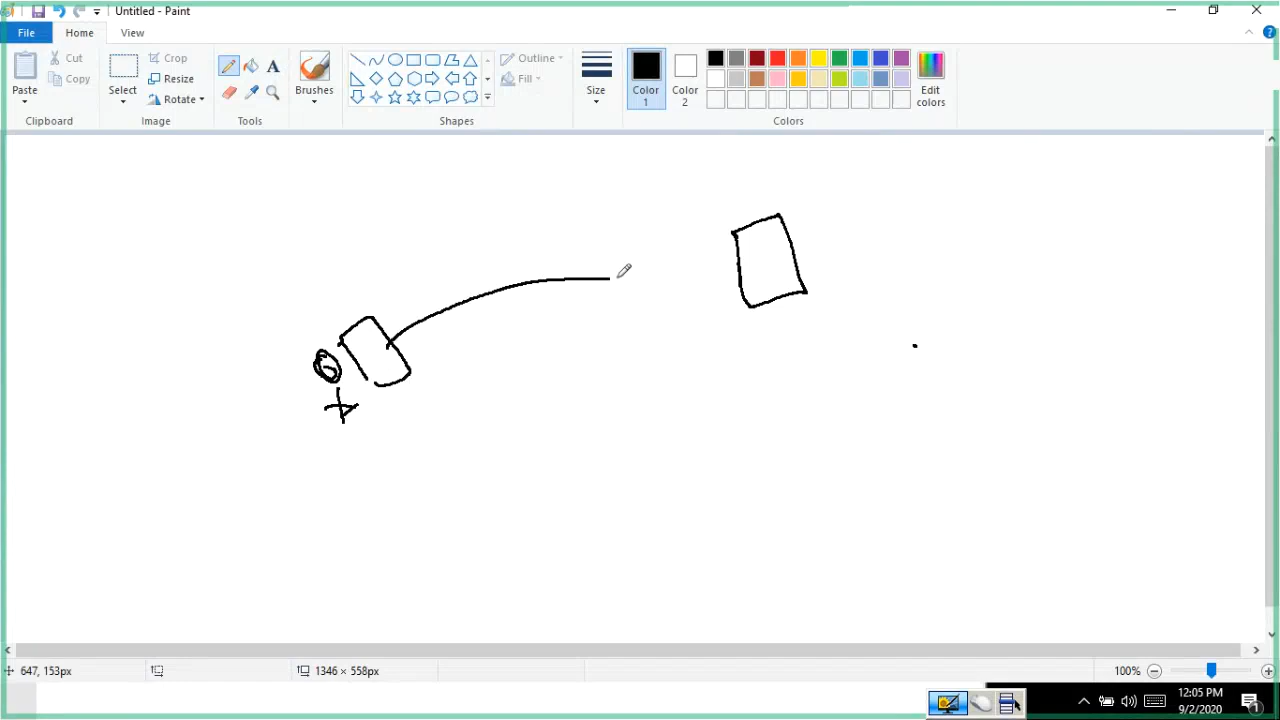 Untitled - Paint
File Home View
Paste
Cut
Copy
Clipboard
Select
Crop
Resize
Rotate
Image
A
Tools
Brushes
Outline
Fill
Shapes
Size
Color 1
Color 2
Edit colors
Colors
647, 153px
1346 × 558px
100%
12:05 PM
9/2/2020
1